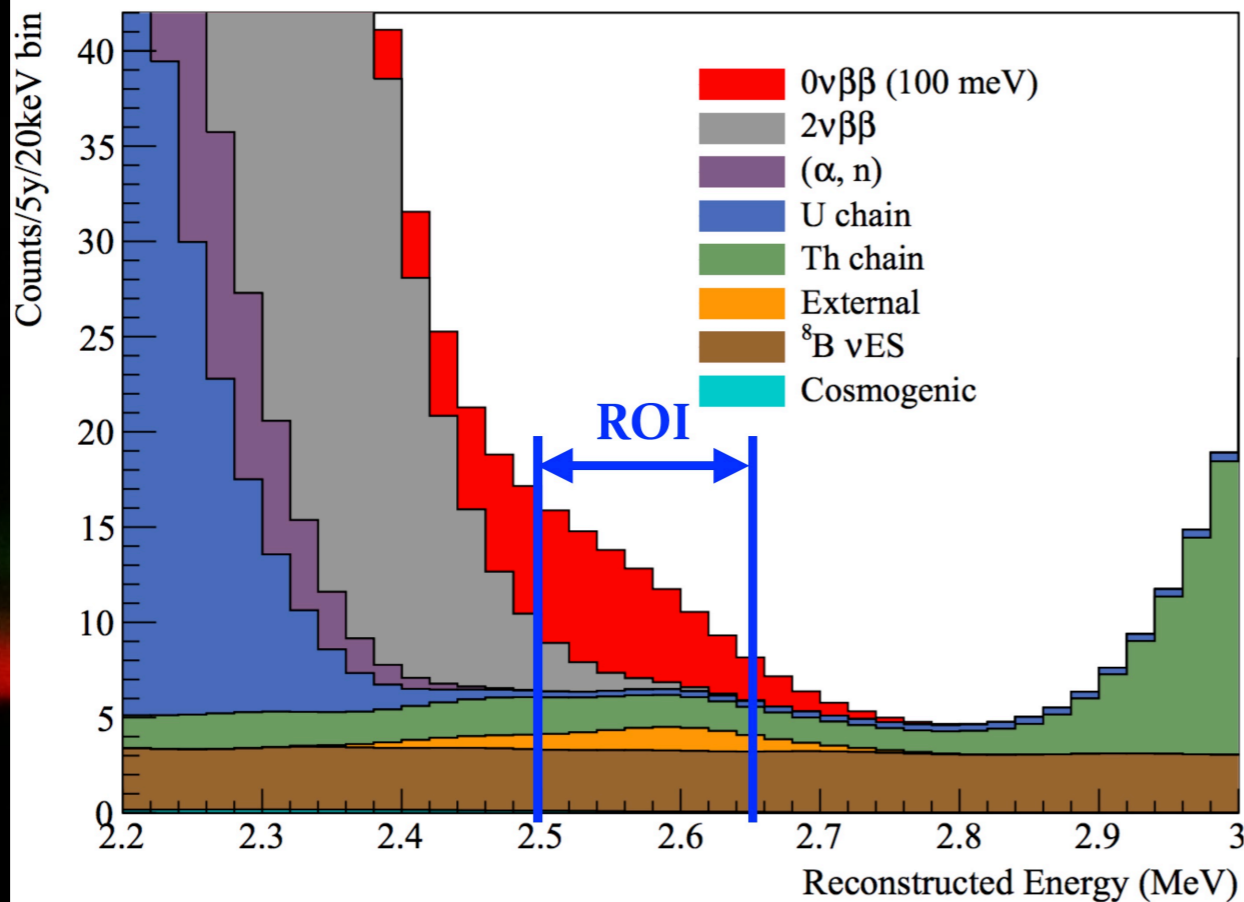 Counts/5y/20keV bin
40
35
30
25
20
15
10
5
0
0νββ (100 meV)
2νββ
(α, n)
U chain
Th chain
External
⁸B νES
Cosmogenic
ROI
2.2 2.3 2.4 2.5 2.6 2.7 2.8 2.9 3
Reconstructed Energy (MeV)